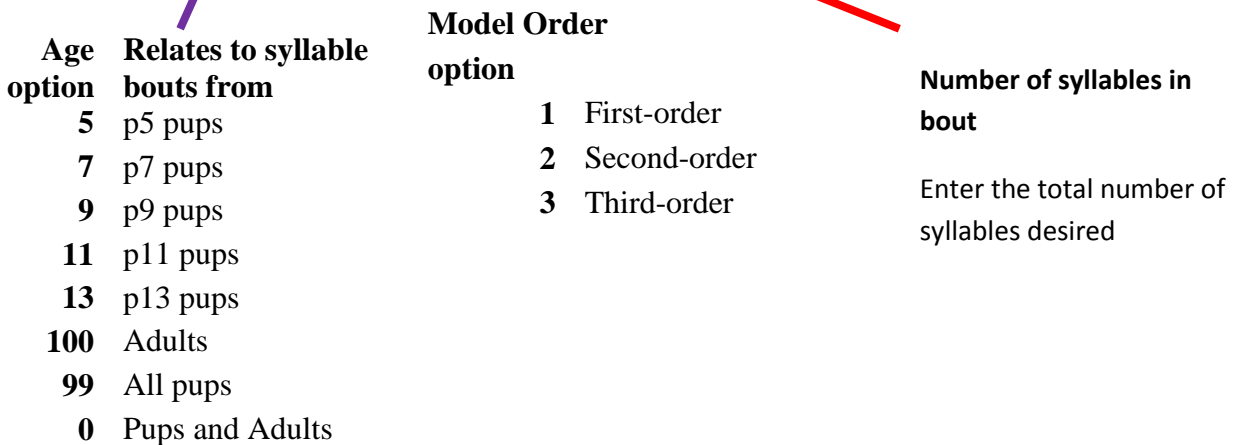 Age Relates to syllable
option bouts from
5 p5 pups
7 p7 pups
9 p9 pups
11 p11 pups
13 p13 pups
100 Adults
99 All pups
0 Pups and Adults
Model Order
option
1 First-order
2 Second-order
3 Third-order
Number of syllables in
bout
Enter the total number of
syllables desired